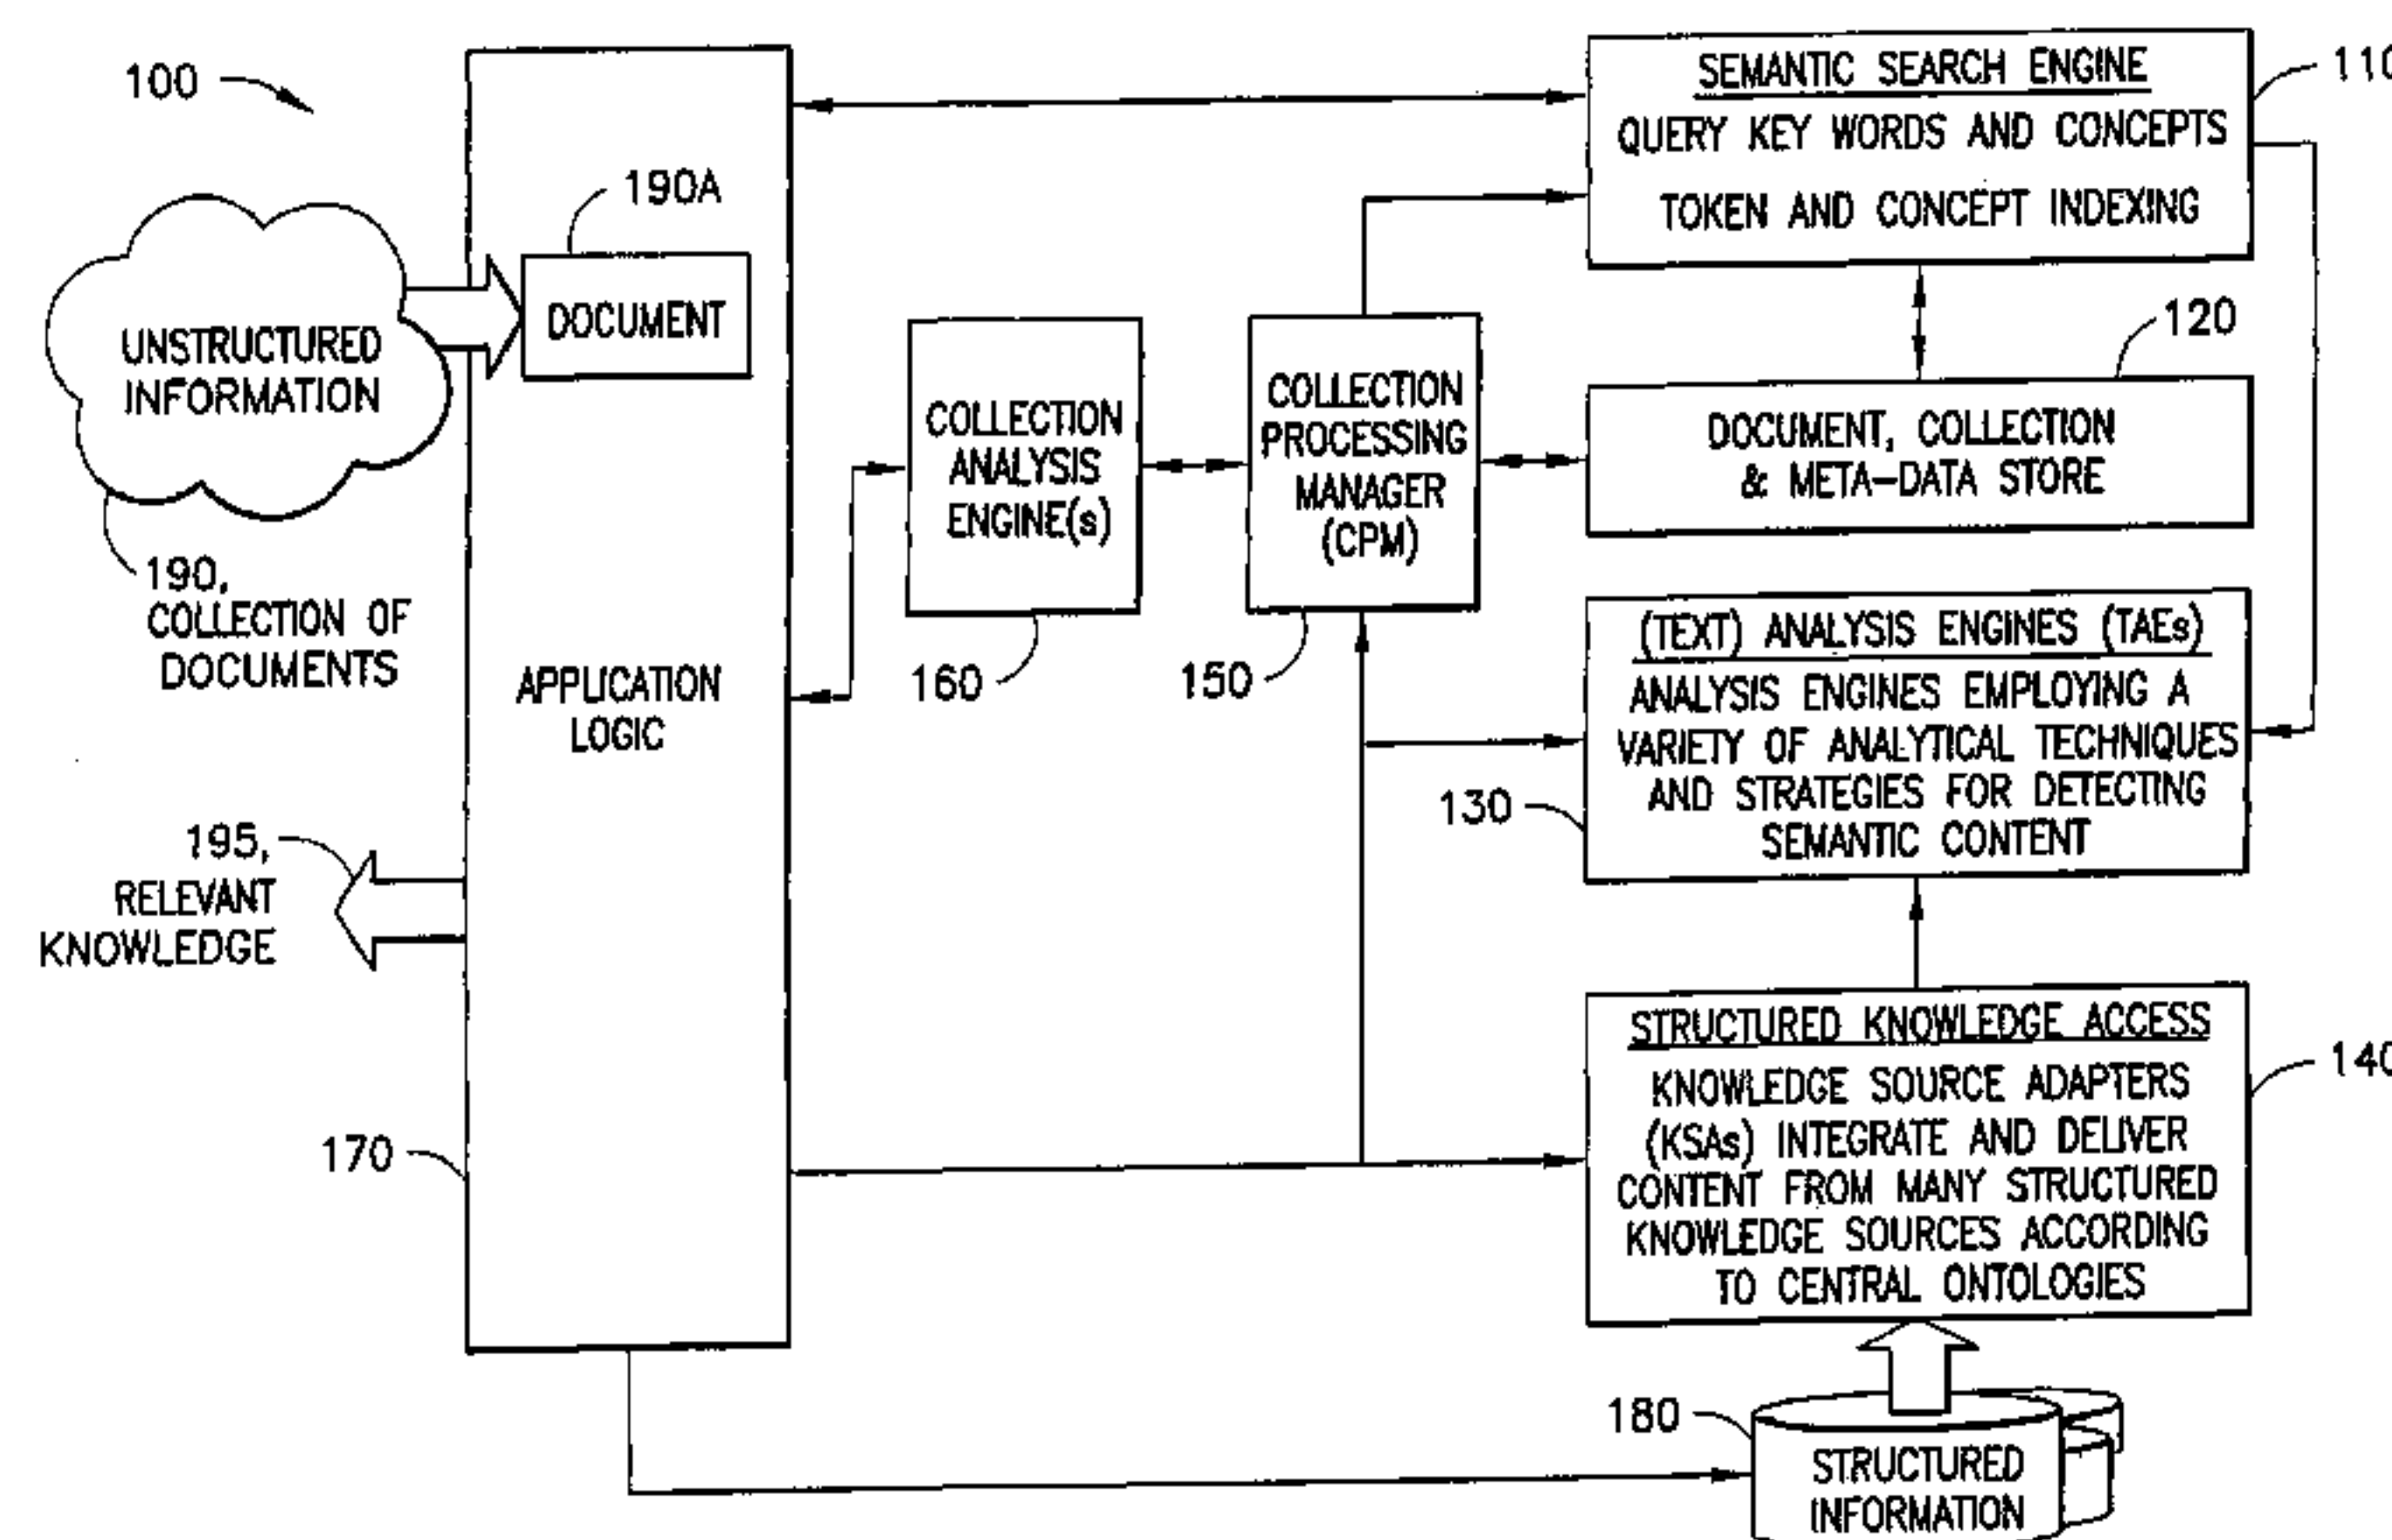 100
UNSTRUCTURED
INFORMATION
190,
COLLECTION OF
DOCUMENTS
195,
RELEVANT
KNOWLEDGE
190A
DOCUMENT
APPLICATION
LOGIC
170
COLLECTION
ANALYSIS
ENGINE(s)
160
COLLECTION
PROCESSING
MANAGER
(CPM)
150
SEMANTIC SEARCH ENGINE
QUERY KEY WORDS AND CONCEPTS
TOKEN AND CONCEPT INDEXING
110
120
DOCUMENT, COLLECTION
& META-DATA STORE
(TEXT) ANALYSIS ENGINES (TAEs)
ANALYSIS ENGINES EMPLOYING A
VARIETY OF ANALYTICAL TECHNIQUES
AND STRATEGIES FOR DETECTING
SEMANTIC CONTENT
130
STRUCTURED KNOWLEDGE ACCESS
KNOWLEDGE SOURCE ADAPTERS
(KSAs) INTEGRATE AND DELIVER
CONTENT FROM MANY STRUCTURED
KNOWLEDGE SOURCES ACCORDING
TO CENTRAL ONTOLOGIES
140
180
STRUCTURED
INFORMATION